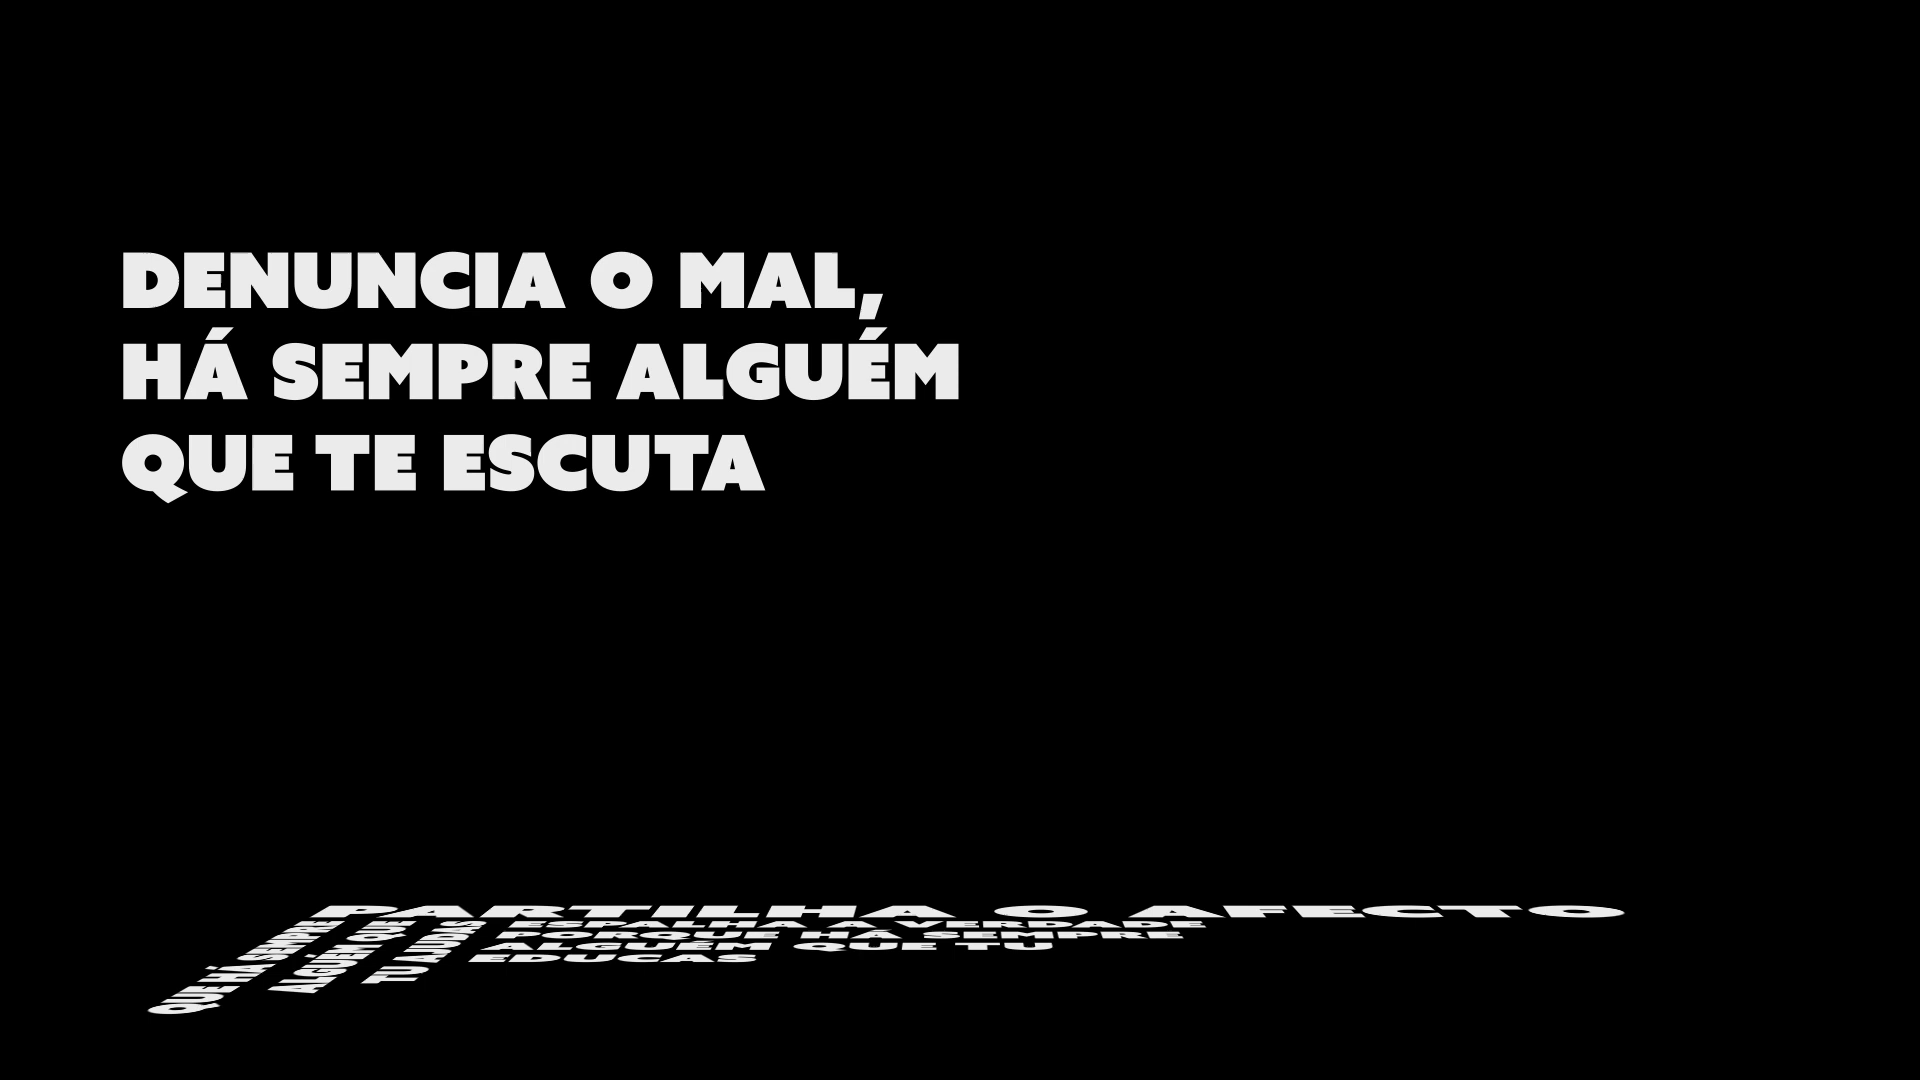 DENUNCIA O MAL,
HÁ SEMPRE ALGUÉM
QUE TE ESCUTA
PARTILHA O AFECTO
QUE HÁ SEMPRE
ALGUÉM QUE
TU AJUDAS
ESPALHA A VERDADE
PORQUE HÁ SEMPRE
ALGUÉM QUE TU
EDUCAS